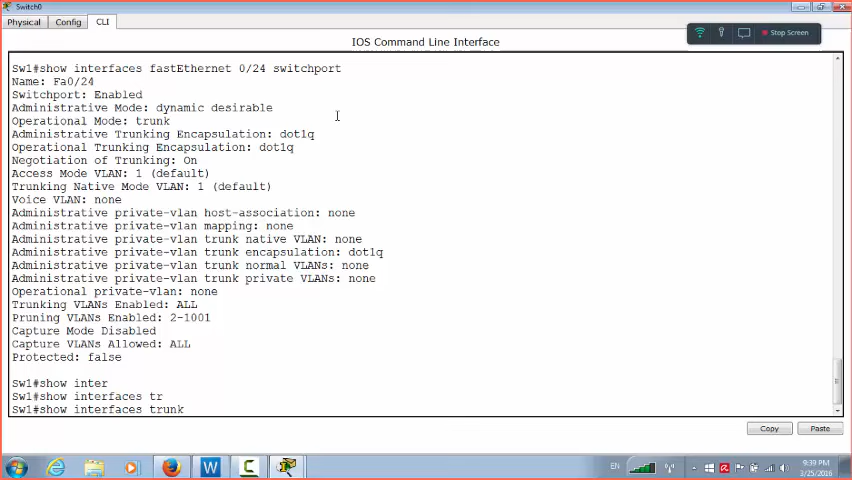 Switch0
Physical Config CLI
IOS Command Line Interface
Stop Screen
Sw1#show interfaces fastEthernet 0/24 switchport
Name: Fa0/24
Switchport: Enabled
Administrative Mode: dynamic desirable
Operational Mode: trunk
Administrative Trunking Encapsulation: dot1q
Operational Trunking Encapsulation: dot1q
Negotiation of Trunking: On
Access Mode VLAN: 1 (default)
Trunking Native Mode VLAN: 1 (default)
Voice VLAN: none
Administrative private-vlan host-association: none
Administrative private-vlan mapping: none
Administrative private-vlan trunk native VLAN: none
Administrative private-vlan trunk encapsulation: dot1q
Administrative private-vlan trunk normal VLANs: none
Administrative private-vlan trunk private VLANs: none
Operational private-vlan: none
Trunking VLANs Enabled: ALL
Pruning VLANs Enabled: 2-1001
Capture Mode Disabled
Capture VLANs Allowed: ALL
Protected: false
Sw1#show inter
Sw1#show interfaces tr
Sw1#show interfaces trunk
Copy Paste
EN
9:39 PM
3/25/2016